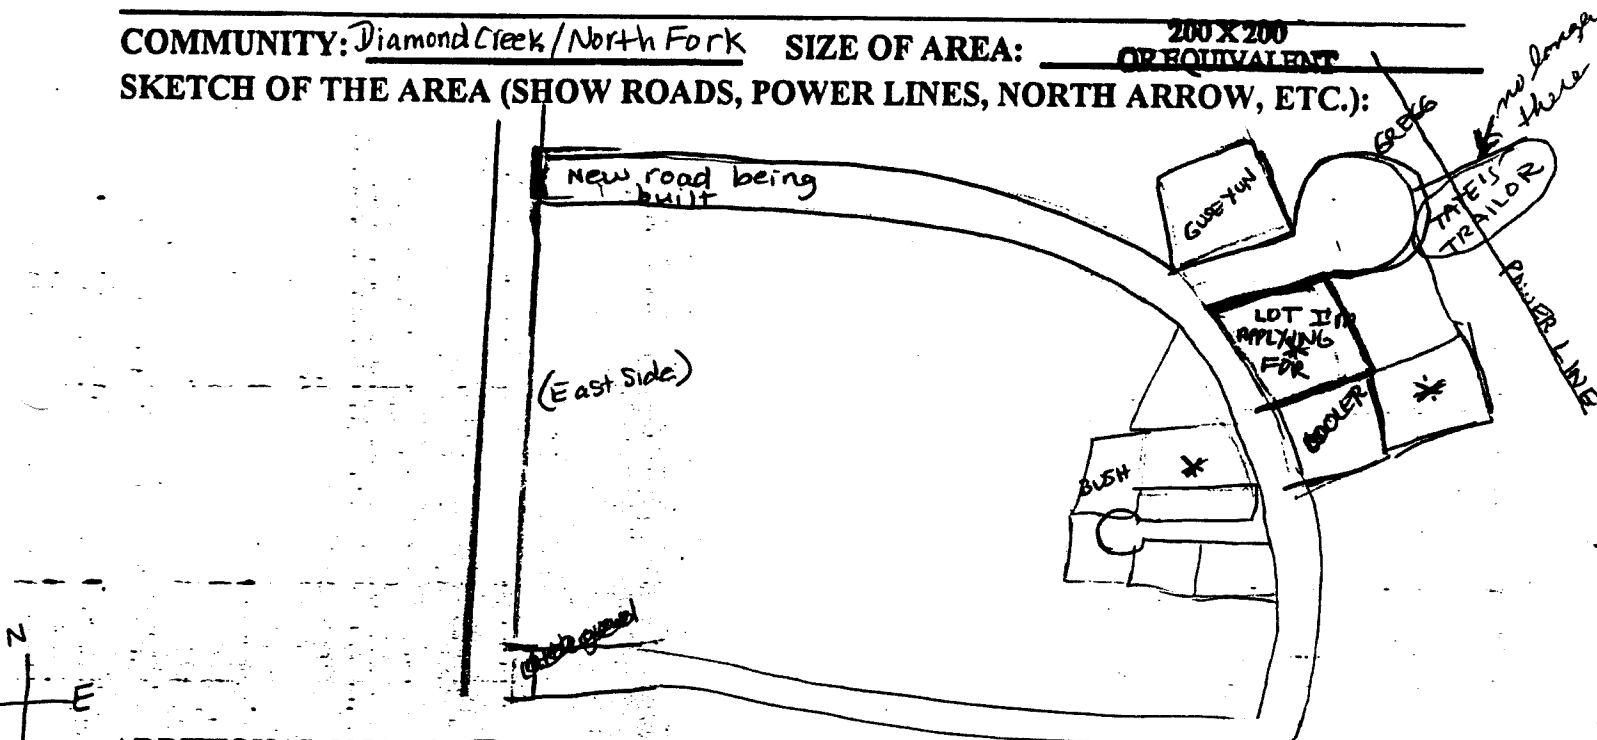 COMMUNITY: Diamond Creek / North Fork SIZE OF AREA: 200 X 200
OR EQUIVALENT
SKETCH OF THE AREA (SHOW ROADS, POWER LINES, NORTH ARROW, ETC.):
no longer
there
GREGG
TATE'S
TRAILOR
New road being
built
POWER LINE
LOT I'm
APPLYING
FOR
(East Side)
BUSH
N
E